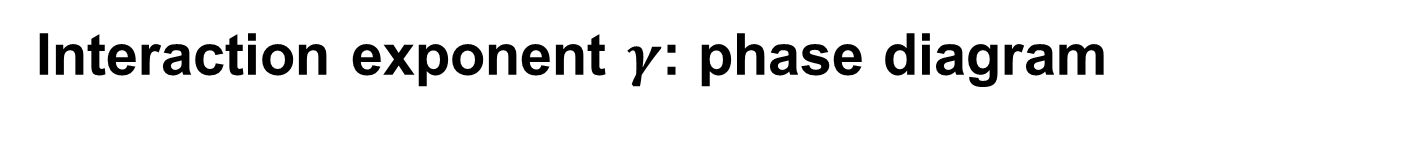 Interaction exponent γ: phase diagram